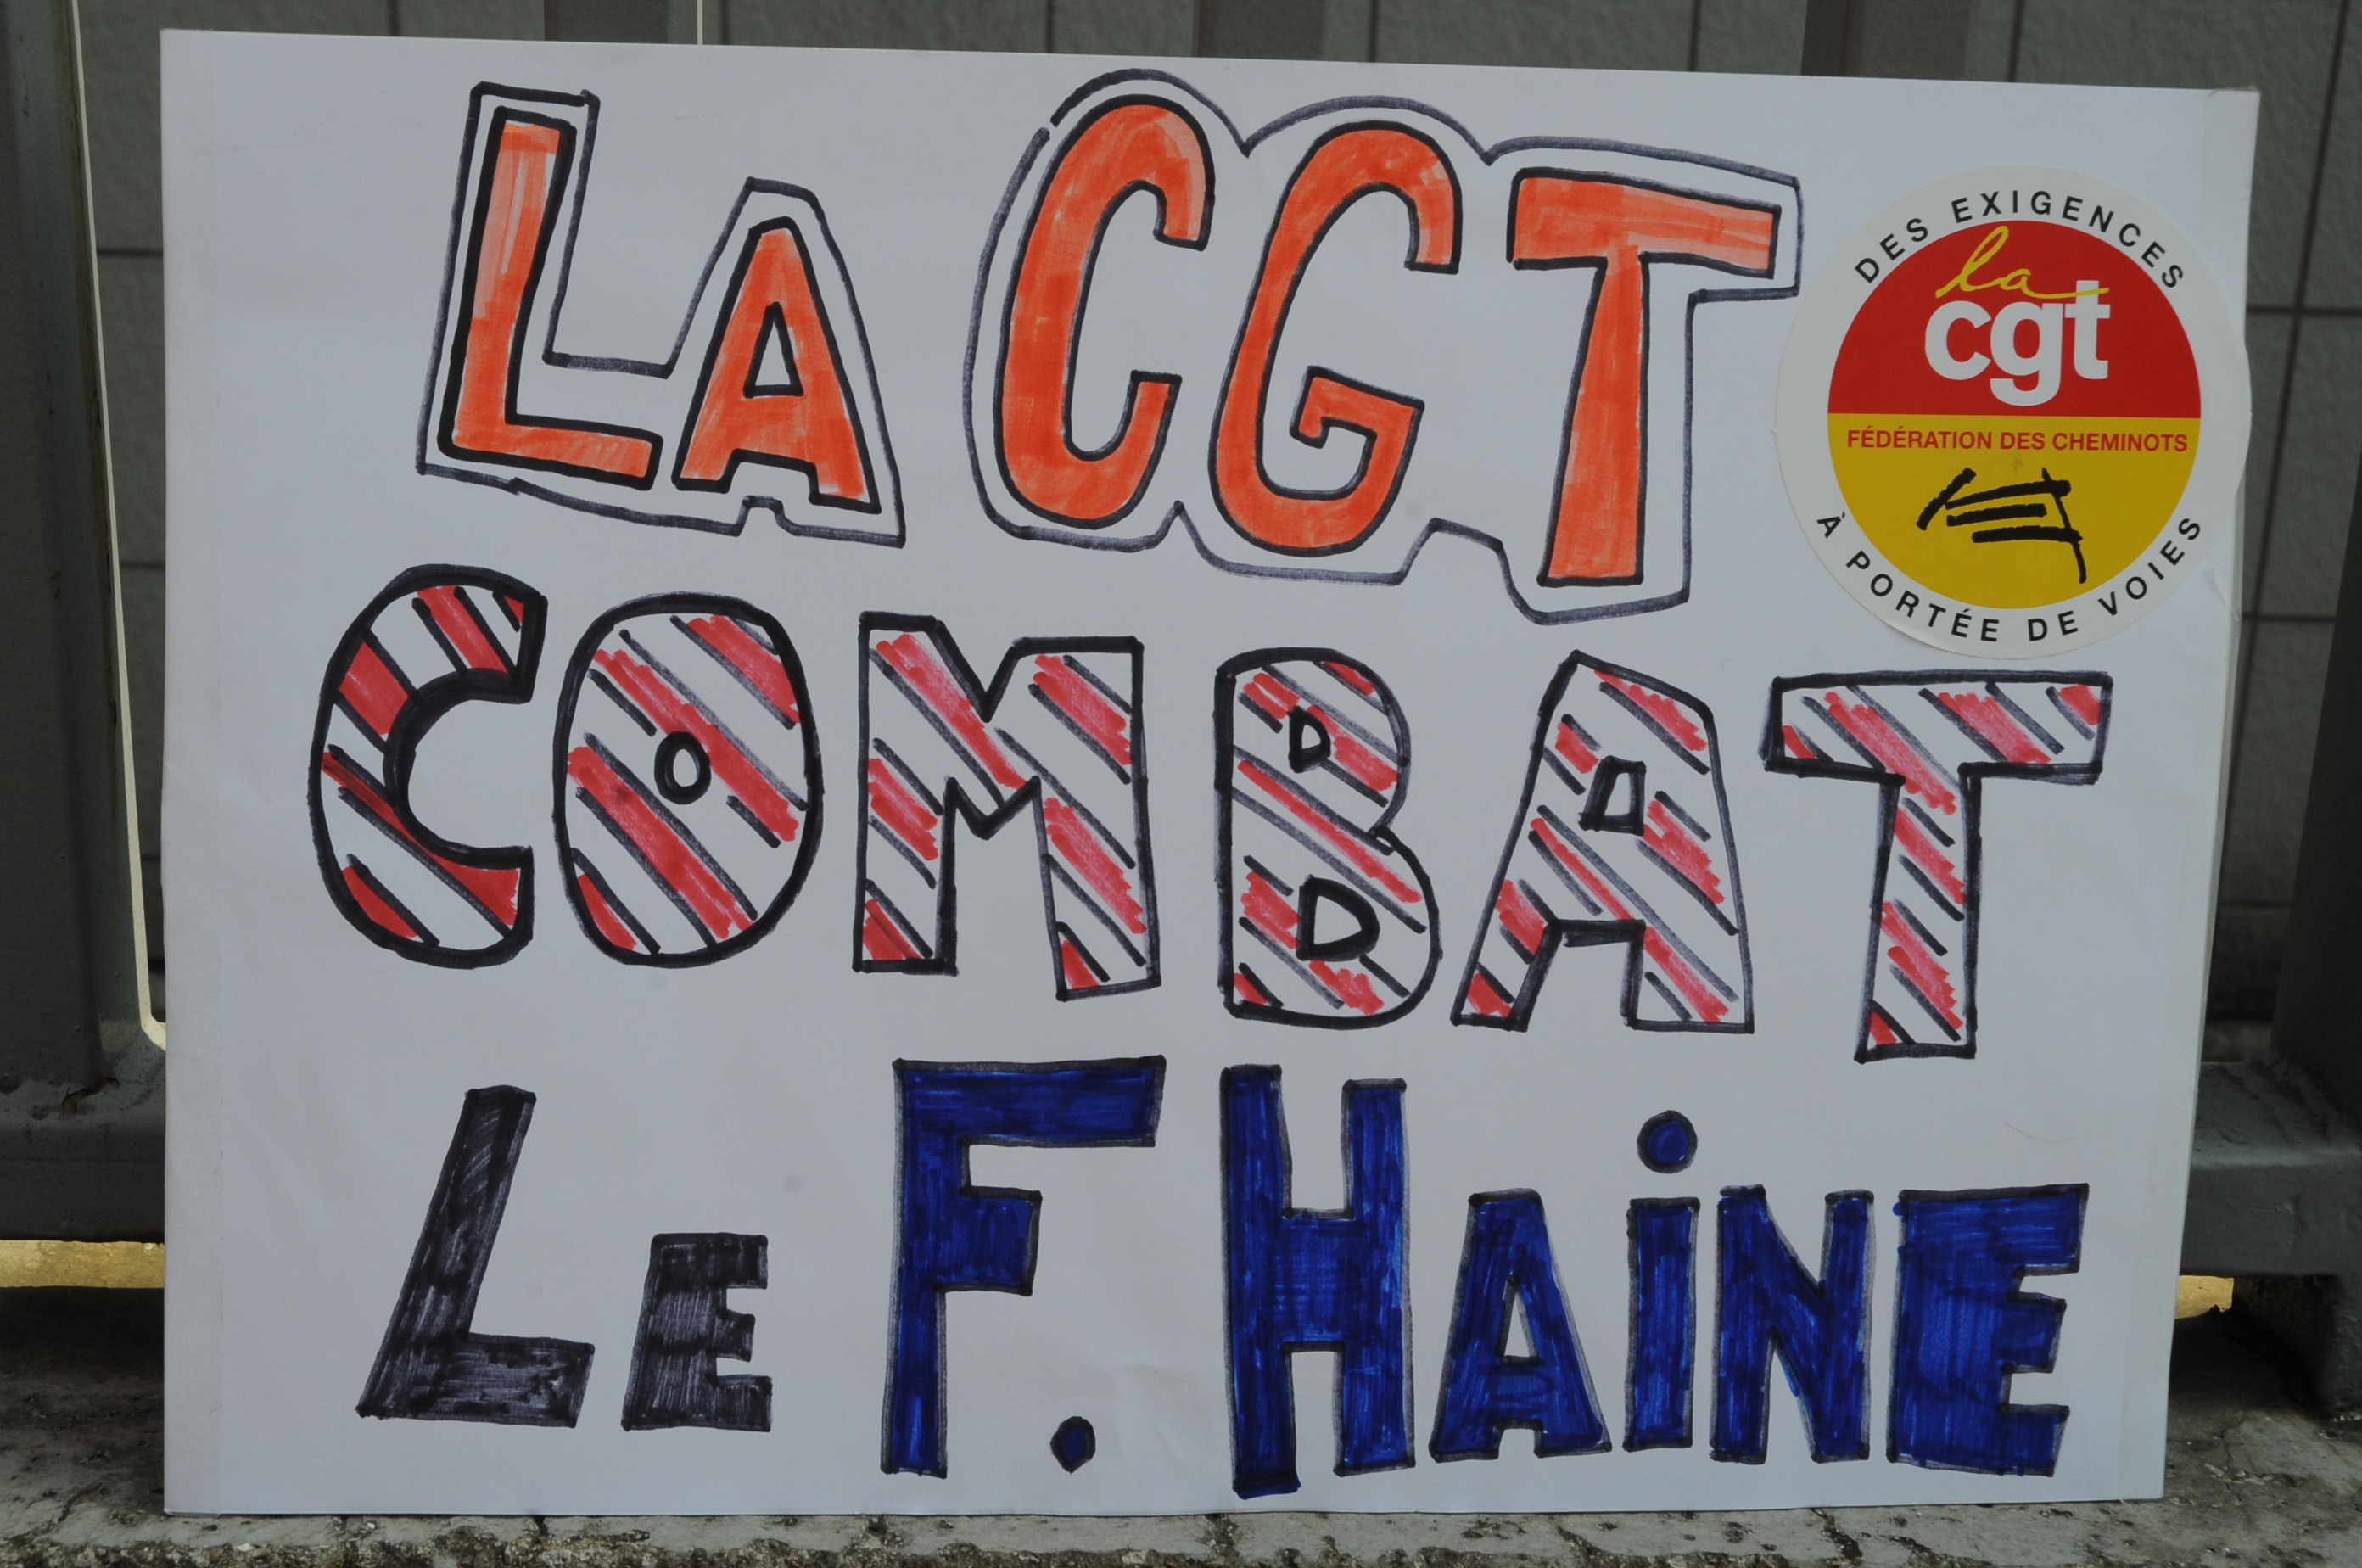 LA CGT
COMBAT
LE F. HAiNE
DES EXIGENCES
la
cgt
FÉDÉRATION DES CHEMINOTS
À PORTÉE DE VOIES